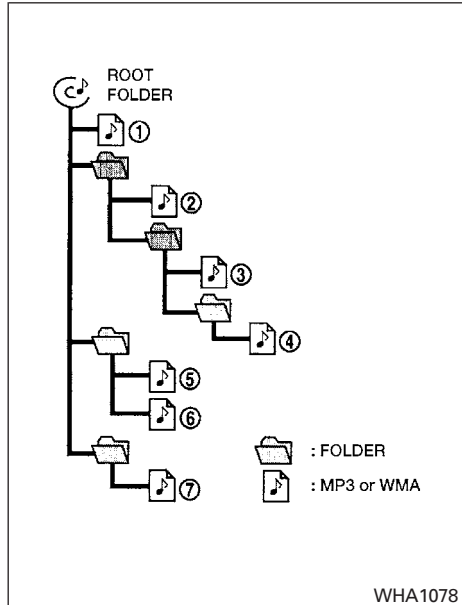 ROOT
FOLDER
①
②
③
④
⑤
⑥
⑦
: FOLDER
: MP3 or WMA
WHA1078